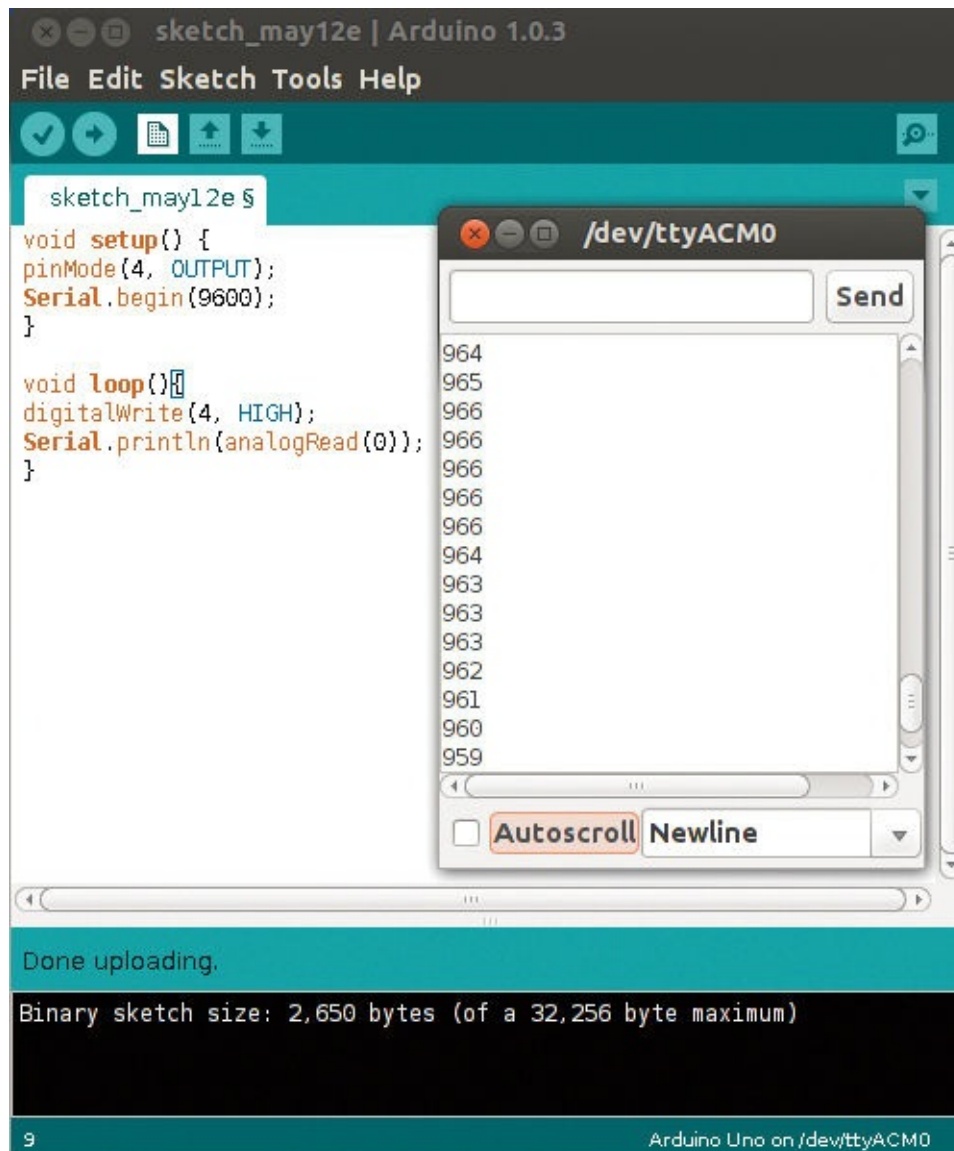 sketch_may12e | Arduino 1.0.3
File Edit Sketch Tools Help
sketch_may12e §
void setup() {
pinMode(4, OUTPUT);
Serial.begin(9600);
}
void loop(){
digitalWrite(4, HIGH);
Serial.println(analogRead(0));
}
/dev/ttyACM0
Send
964
965
966
966
966
966
966
964
963
963
963
962
961
960
959
Autoscroll Newline
Done uploading.
Binary sketch size: 2,650 bytes (of a 32,256 byte maximum)
9 Arduino Uno on /dev/ttyACM0